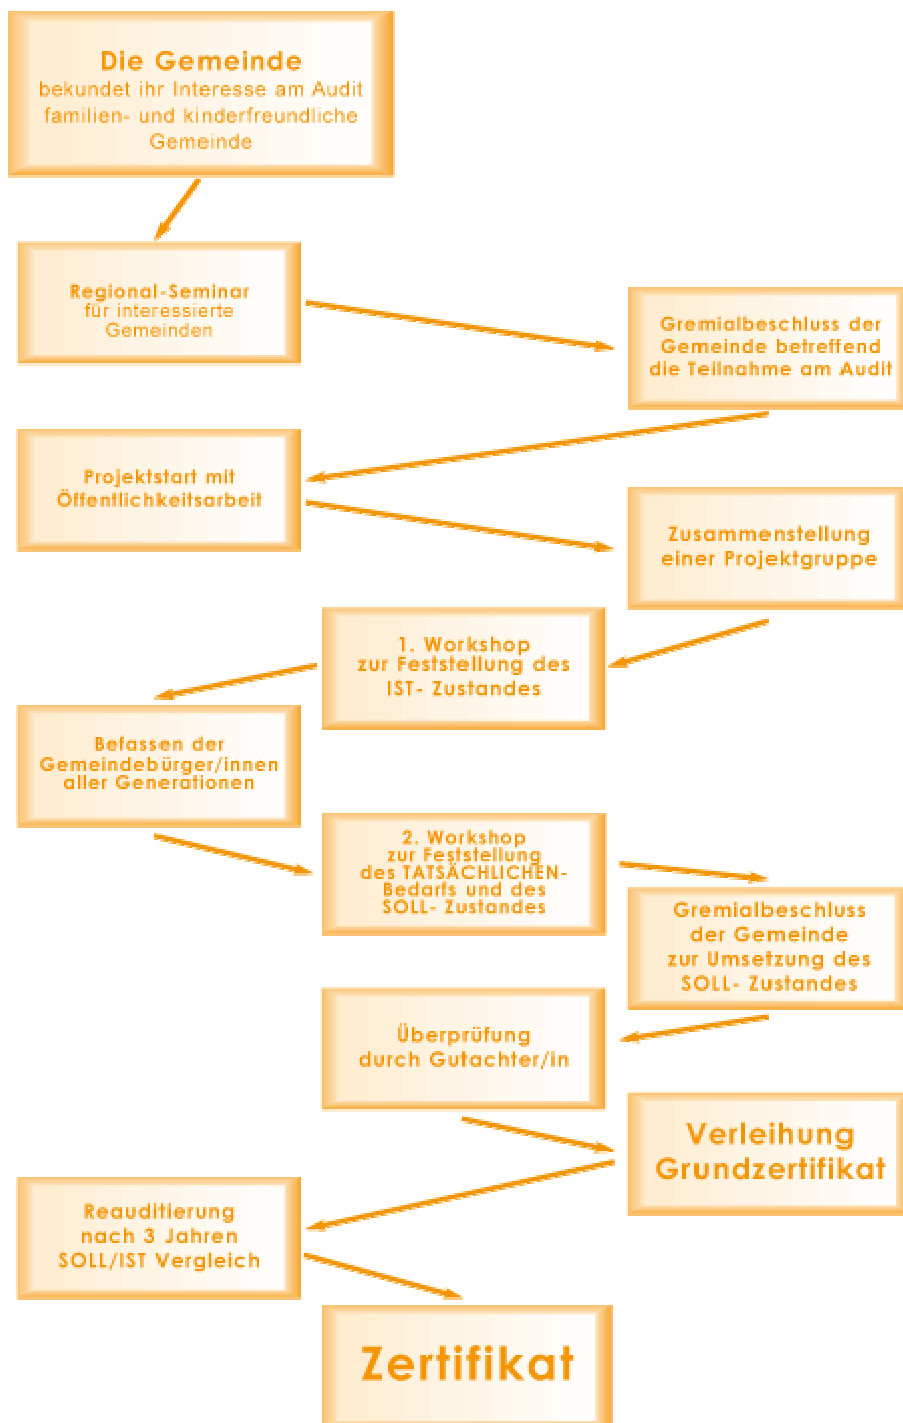 Die Gemeinde
bekundet ihr Interesse am Audit
familien- und kinderfreundliche
Gemeinde
Regional-Seminar
für interessierte
Gemeinden
Gremialbeschluss der
Gemeinde betreffend
die Teilnahme am Audit
Projektstart mit
Öffentlichkeitsarbeit
Zusammenstellung
einer Projektgruppe
1. Workshop
zur Feststellung des
IST- Zustandes
Befassen der
Gemeindebürger/innen
aller Generationen
2. Workshop
zur Feststellung
des TATSÄCHLICHEN-
Bedarfs und des
SOLL- Zustandes
Gremialbeschluss
der Gemeinde
zur Umsetzung des
SOLL- Zustandes
Überprüfung
durch Gutachter/in
Verleihung
Grundzertifikat
Reauditierung
nach 3 Jahren
SOLL/IST Vergleich
Zertifikat